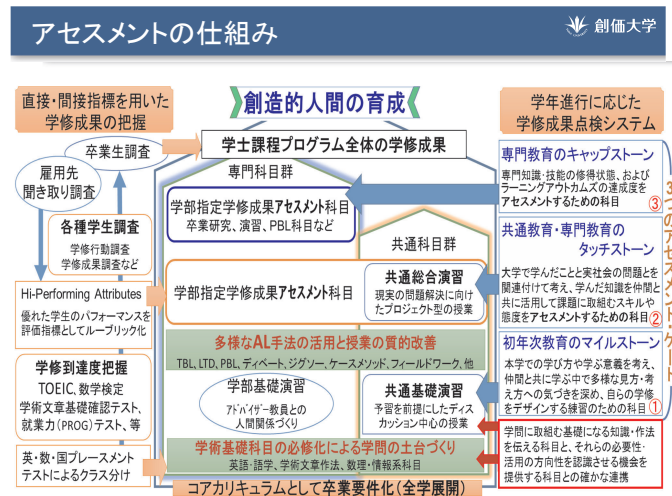 アセスメントの仕組み
創価大学
直接・間接指標を用いた
学修成果の把握
卒業生調査
雇用先
聞き取り調査
各種学生調査
学修行動調査
学修成果調査など
Hi-Performing Attributes
優れた学生のパフォーマンスを
評価指標としてルーブリック化
学修到達度把握
TOEIC、数学検定
学術文章基礎確認テスト、
就業力(PROG)テスト、等
英・数・国プレースメント
テストによるクラス分け
創造的人間の育成
学士課程プログラム全体の学修成果
専門科目群
学部指定学修成果アセスメント科目
卒業研究、演習、PBL科目など
共通科目群
学部指定学修成果アセスメント科目
共通総合演習
現実の問題解決に向け
たプロジェクト型の授業
多様なAL手法の活用と授業の質的改善
TBL、LTD、PBL、ディベート、ジグソー、ケースメソッド、フィールドワーク、他
学部基礎演習
アドバイザー教員との
人間関係づくり
共通基礎演習
予習を前提にしたディス
カッション中心の授業
学術基礎科目の必修化による学問の土台づくり
英語・語学、学術文章作法、数理・情報系科目
コアカリキュラムとして卒業要件化(全学展開)
学年進行に応じた
学修成果点検システム
専門教育のキャップストーン
専門知識・技能の修得状態、および
ラーニングアウトカムズの達成度を
アセスメントするための科目 ③
共通教育・専門教育の
タッチストーン
大学で学んだことと実社会の問題とを
関連付けて考え、学んだ知識を仲間と
共に活用して課題に取組むスキルや
態度をアセスメントするための科目 ②
初年次教育のマイルストーン
本学での学び方や学ぶ意義を考え、
仲間と共に学ぶ中で多様な見方・考
え方への気づきを深め、自らの学修
をデザインする練習のための科目 ①
学問に取組む基礎になる知識・作法
を伝える科目と、それらの必要性・
活用の方向性を認識させる機会を
提供する科目との確かな連携
3つのアセスメント・ゲート